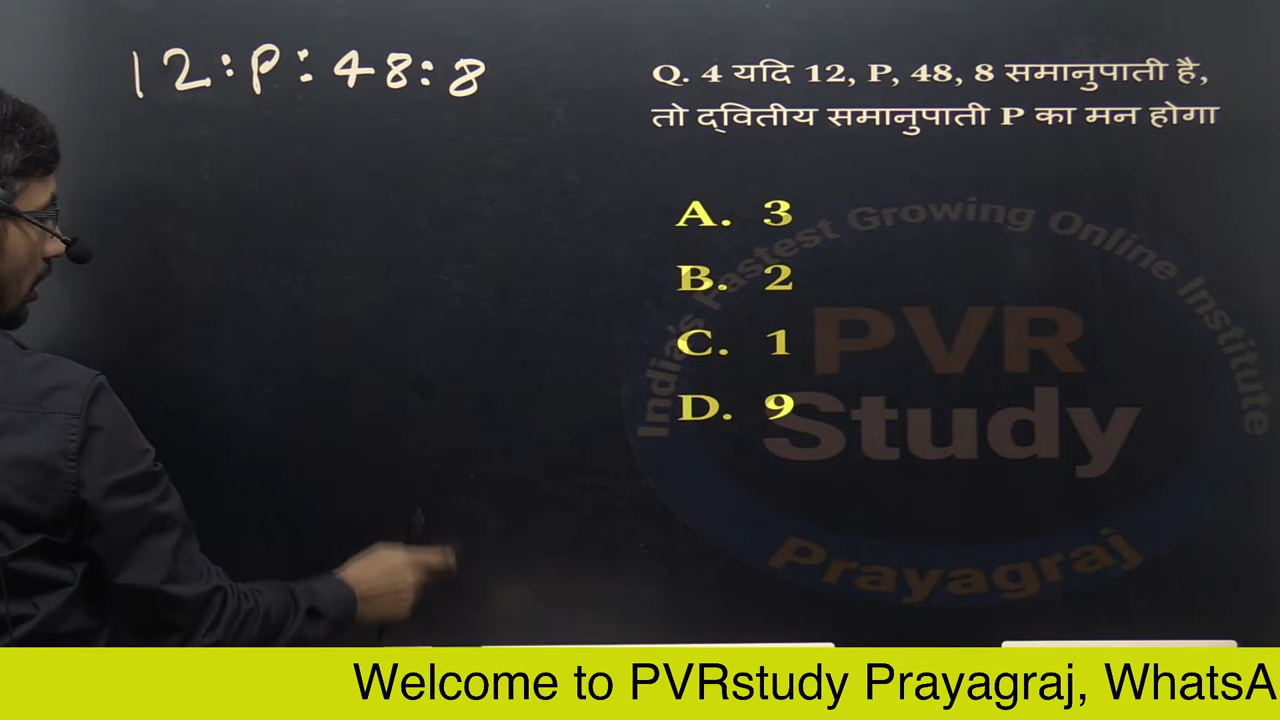 12:P:48:8
Q. 4 यदि 12, P, 48, 8 समानुपाती है,
तो द्वितीय समानुपाती P का मन होगा
A. 3
B. 2
C. 1
D. 9
India's Fastest Growing Online Institute
PVR
Study
Prayagraj
Welcome to PVRstudy Prayagraj, WhatsA